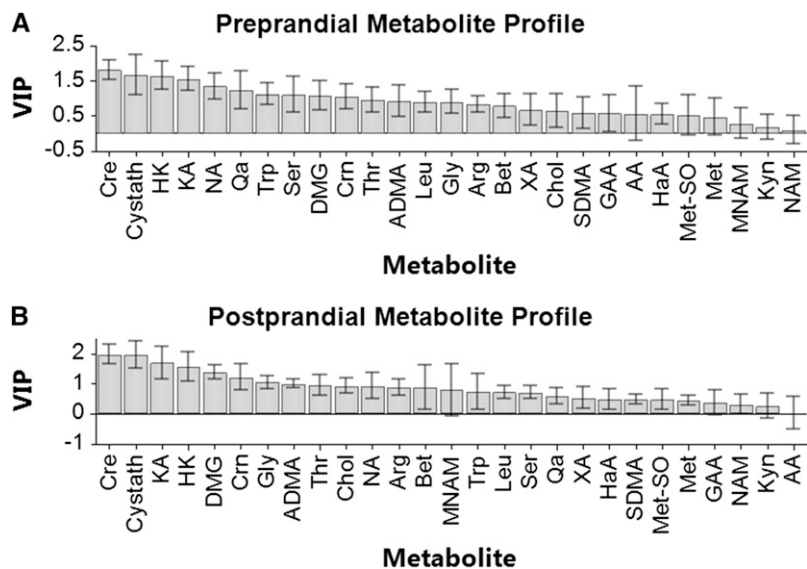 A
Preprandial Metabolite Profile
VIP
2.5
1.5
0.5
-0.5
Cre Cystath HK KA NA Qa Trp Ser DMG Crn Thr ADMA Leu Gly Arg Bet XA Chol SDMA GAA AA HaA Met-SO Met MNAM Kyn NAM
Metabolite
B
Postprandial Metabolite Profile
VIP
2
1
0
-1
Cre Cystath KA HK DMG Crn Gly ADMA Thr Chol NA Arg Bet MNAM Trp Leu Ser Qa XA HaA SDMA Met-SO Met GAA NAM Kyn AA
Metabolite